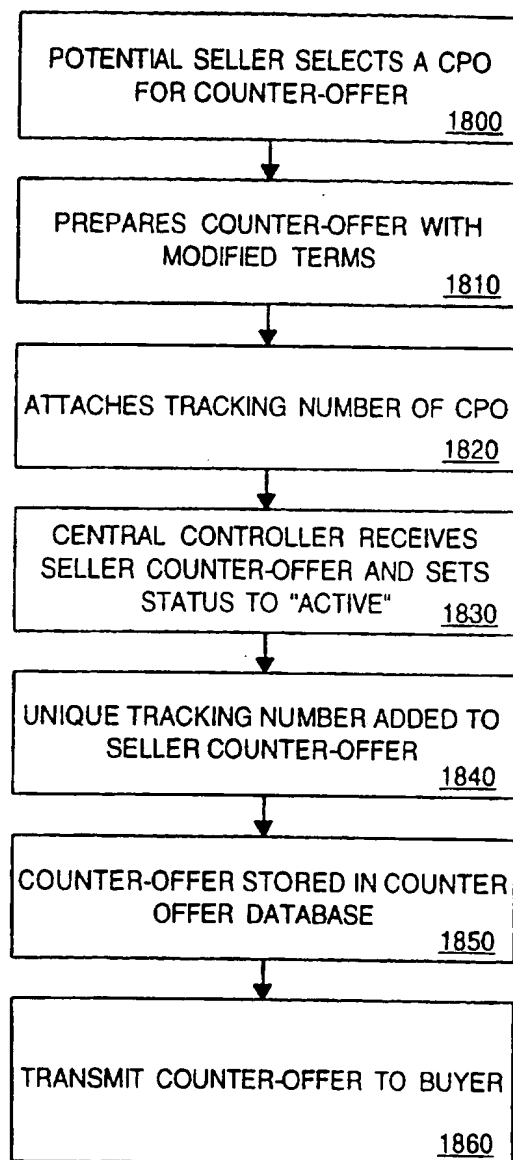 POTENTIAL SELLER SELECTS A CPO
FOR COUNTER-OFFER
1800
PREPARES COUNTER-OFFER WITH
MODIFIED TERMS
1810
ATTACHES TRACKING NUMBER OF CPO
1820
CENTRAL CONTROLLER RECEIVES
SELLER COUNTER-OFFER AND SETS
STATUS TO "ACTIVE"
1830
UNIQUE TRACKING NUMBER ADDED TO
SELLER COUNTER-OFFER
1840
COUNTER-OFFER STORED IN COUNTER
OFFER DATABASE
1850
TRANSMIT COUNTER-OFFER TO BUYER
1860